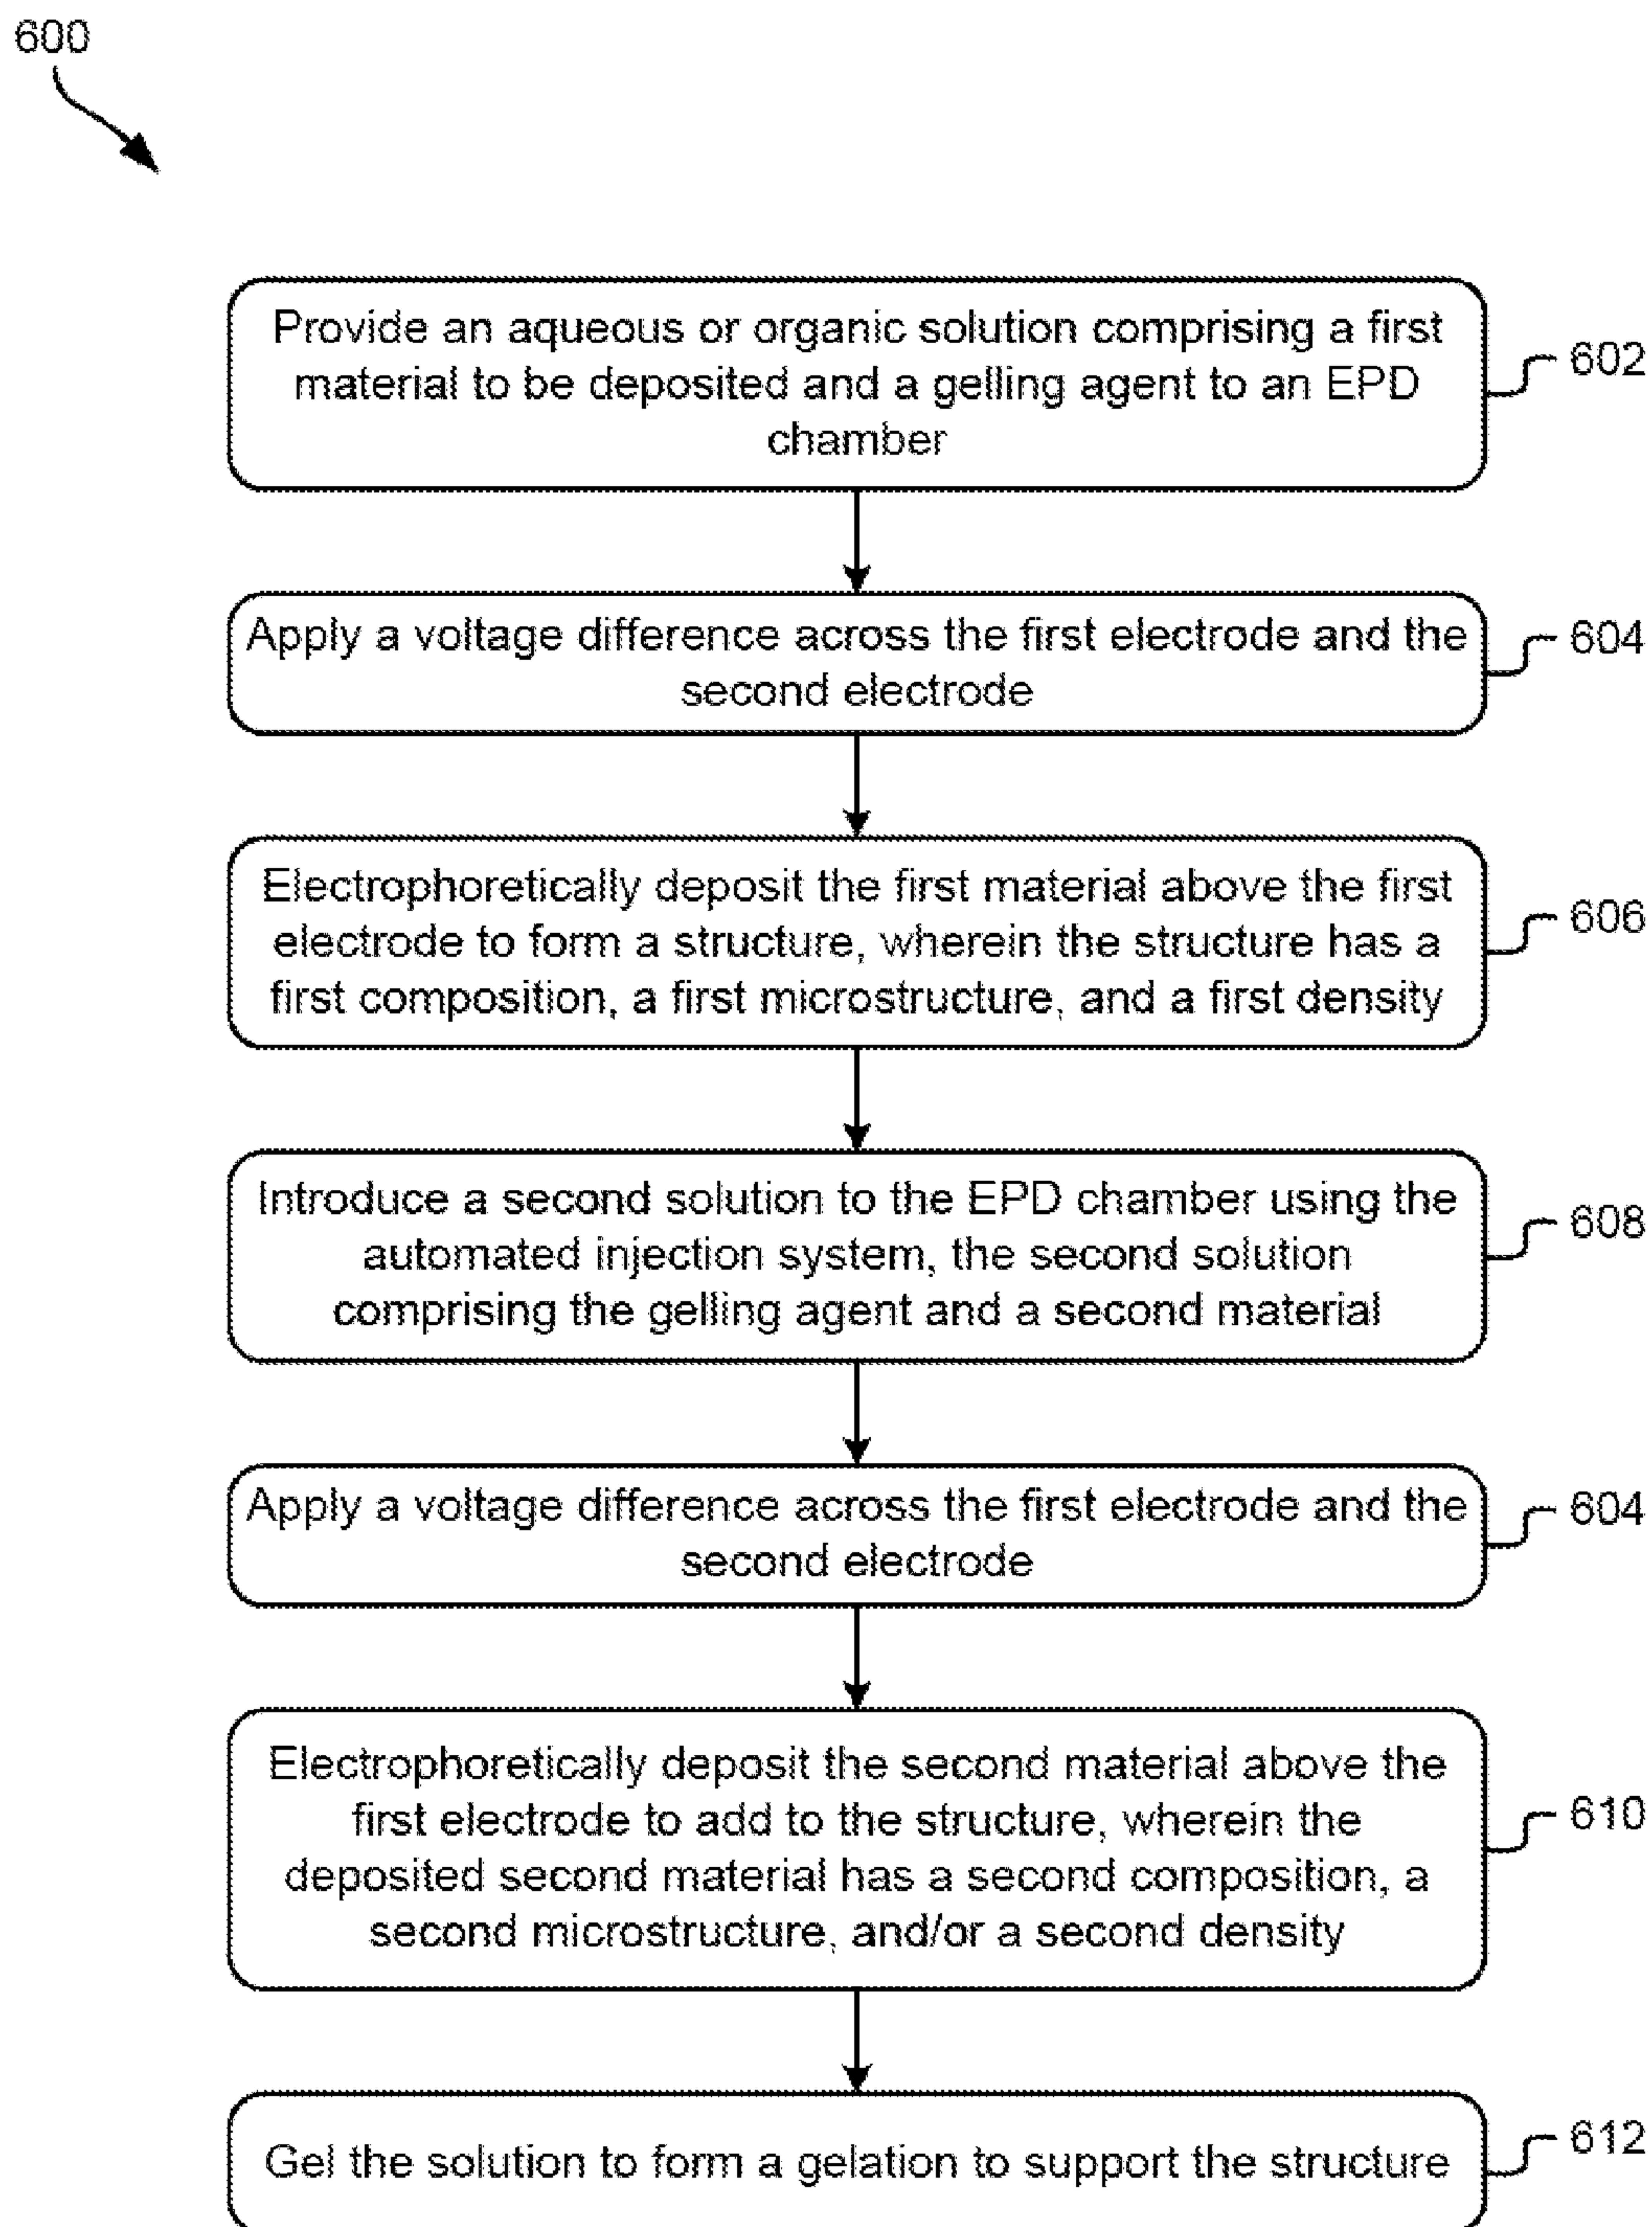 600
Provide an aqueous or organic solution comprising a first
material to be deposited and a gelling agent to an EPD
chamber
602
Apply a voltage difference across the first electrode and the
second electrode
604
Electrophoretically deposit the first material above the first
electrode to form a structure, wherein the structure has a
first composition, a first microstructure, and a first density
606
Introduce a second solution to the EPD chamber using the
automated injection system, the second solution
comprising the gelling agent and a second material
608
Apply a voltage difference across the first electrode and the
second electrode
604
Electrophoretically deposit the second material above the
first electrode to add to the structure, wherein the
deposited second material has a second composition, a
second microstructure, and/or a second density
610
Gel the solution to form a gelation to support the structure
612